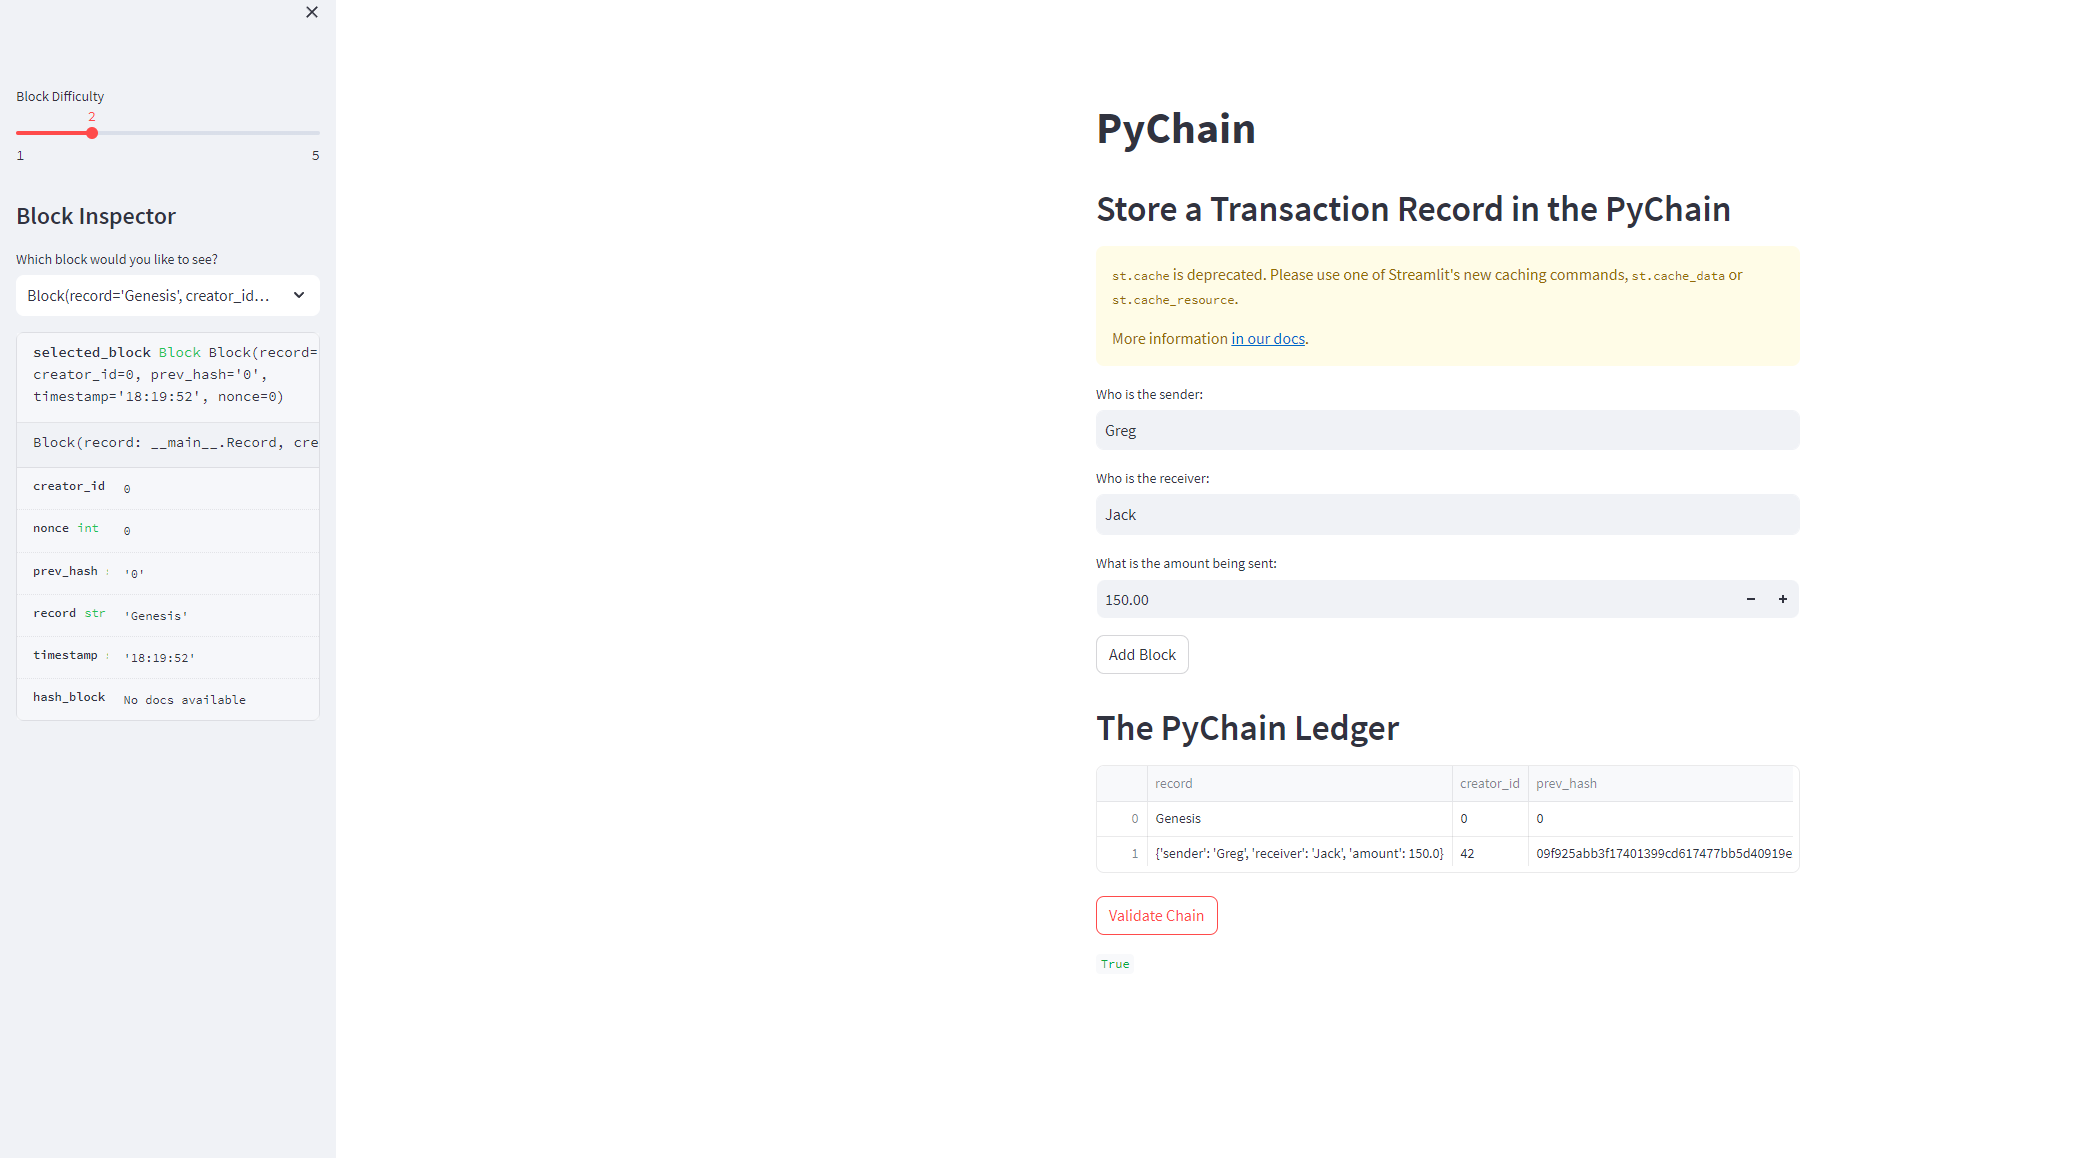 Block Difficulty
2
1 5
Block Inspector
Which block would you like to see?
Block(record='Genesis', creator_id...
selected_block Block Block(record=
creator_id=0, prev_hash='0',
timestamp='18:19:52', nonce=0)
Block(record: __main__.Record, cre
creator_id 0
nonce int 0
prev_hash '0'
record str 'Genesis'
timestamp '18:19:52'
hash_block No docs available
PyChain
Store a Transaction Record in the PyChain
st.cache is deprecated. Please use one of Streamlit's new caching commands, st.cache_data or
st.cache_resource.
More information in our docs.
Who is the sender:
Greg
Who is the receiver:
Jack
What is the amount being sent:
150.00 − +
Add Block
The PyChain Ledger
record creator_id prev_hash
0 Genesis 0 0
1 {'sender': 'Greg', 'receiver': 'Jack', 'amount': 150.0} 42 09f925abb3f17401399cd617477bb5d40919e
Validate Chain
True